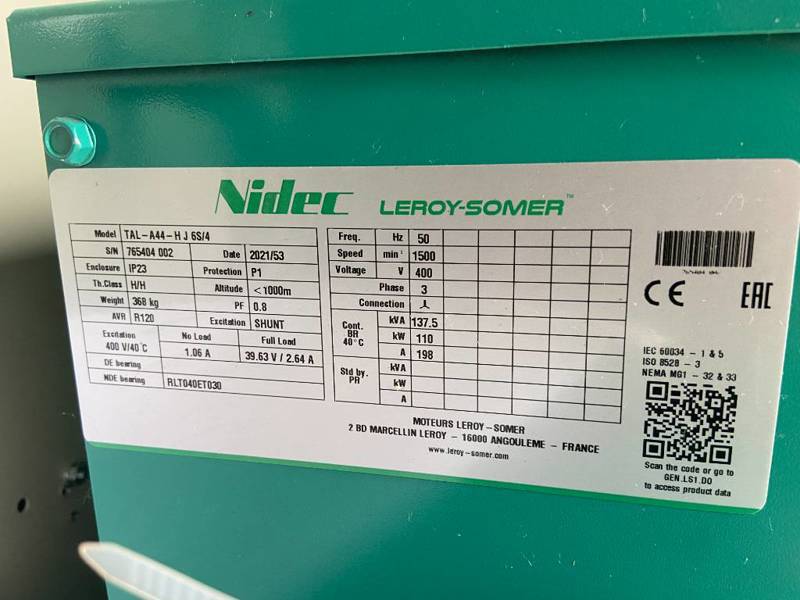 Nidec LEROY-SOMER™
Model TAL-A44-H J 6S/4
S/N 765404 002 Date 2021/53
Enclosure IP23 Protection P1
Th.Class H/H Altitude <1000m
Weight 368 kg PF 0.8
AVR R120 Excitation SHUNT
Excitation No Load Full Load
400 V/40°C 1.06 A 39.63 V / 2.64 A
DE bearing
NDE bearing RLT040ET030
Freq. Hz 50
Speed min⁻¹ 1500
Voltage V 400
Phase 3
Connection
Cont. BR 40°C kVA 137.5
kW 110
A 198
Std by. PR kVA
kW
A
MOTEURS LEROY-SOMER
2 BD MARCELLIN LEROY - 16000 ANGOULEME - FRANCE
www.leroy-somer.com
CE EAC
IEC 60034 - 1 & 5
ISO 8528 - 3
NEMA MG1 - 32 & 33
Scan the code or go to
GEN.LS1.DO
to access product data